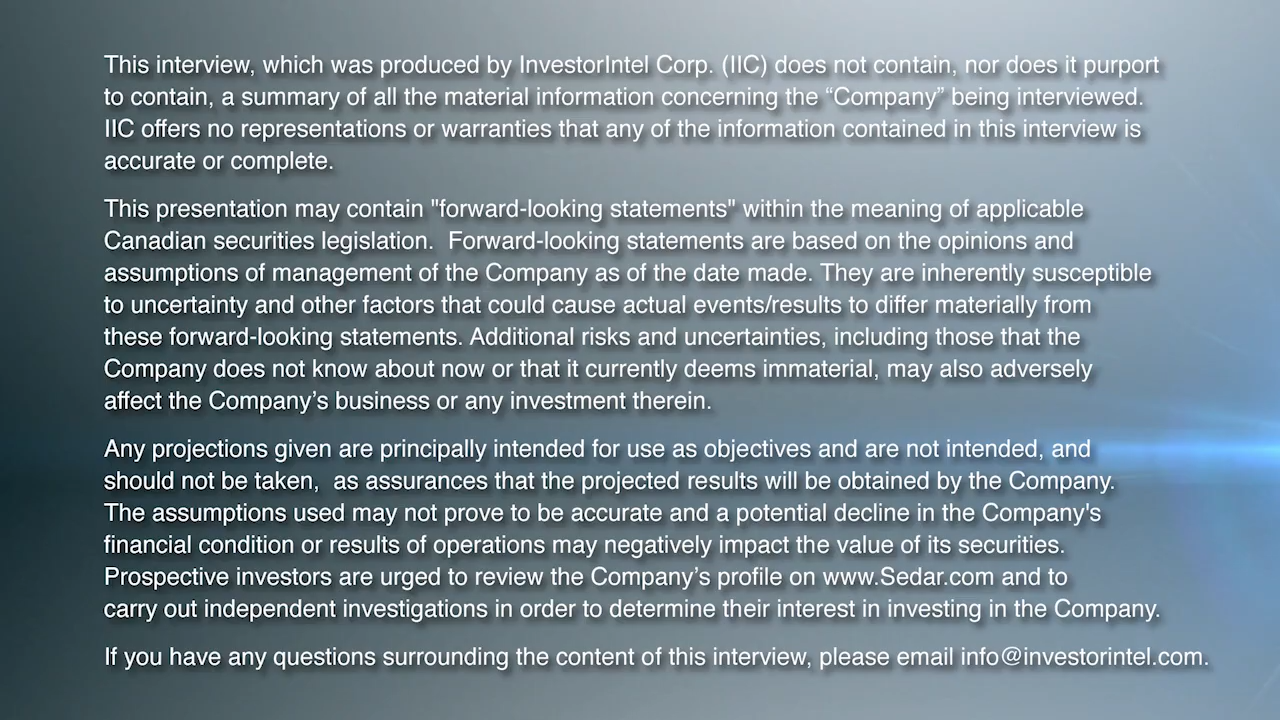 This interview, which was produced by InvestorIntel Corp. (IIC) does not contain, nor does it purport
to contain, a summary of all the material information concerning the “Company” being interviewed.
IIC offers no representations or warranties that any of the information contained in this interview is
accurate or complete.
This presentation may contain "forward-looking statements" within the meaning of applicable
Canadian securities legislation.  Forward-looking statements are based on the opinions and
assumptions of management of the Company as of the date made. They are inherently susceptible
to uncertainty and other factors that could cause actual events/results to differ materially from
these forward-looking statements. Additional risks and uncertainties, including those that the
Company does not know about now or that it currently deems immaterial, may also adversely
affect the Company’s business or any investment therein.
Any projections given are principally intended for use as objectives and are not intended, and
should not be taken,  as assurances that the projected results will be obtained by the Company.
The assumptions used may not prove to be accurate and a potential decline in the Company's
financial condition or results of operations may negatively impact the value of its securities.
Prospective investors are urged to review the Company’s profile on www.Sedar.com and to
carry out independent investigations in order to determine their interest in investing in the Company.
If you have any questions surrounding the content of this interview, please email info@investorintel.com.